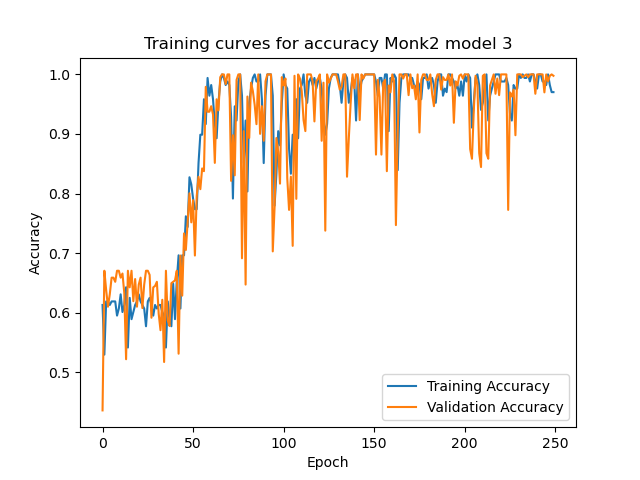 Training curves for accuracy Monk2 model 3
1.0
0.9
0.8
0.7
0.6
0.5
Accuracy
0
50
100
150
200
250
Epoch
Training Accuracy
Validation Accuracy